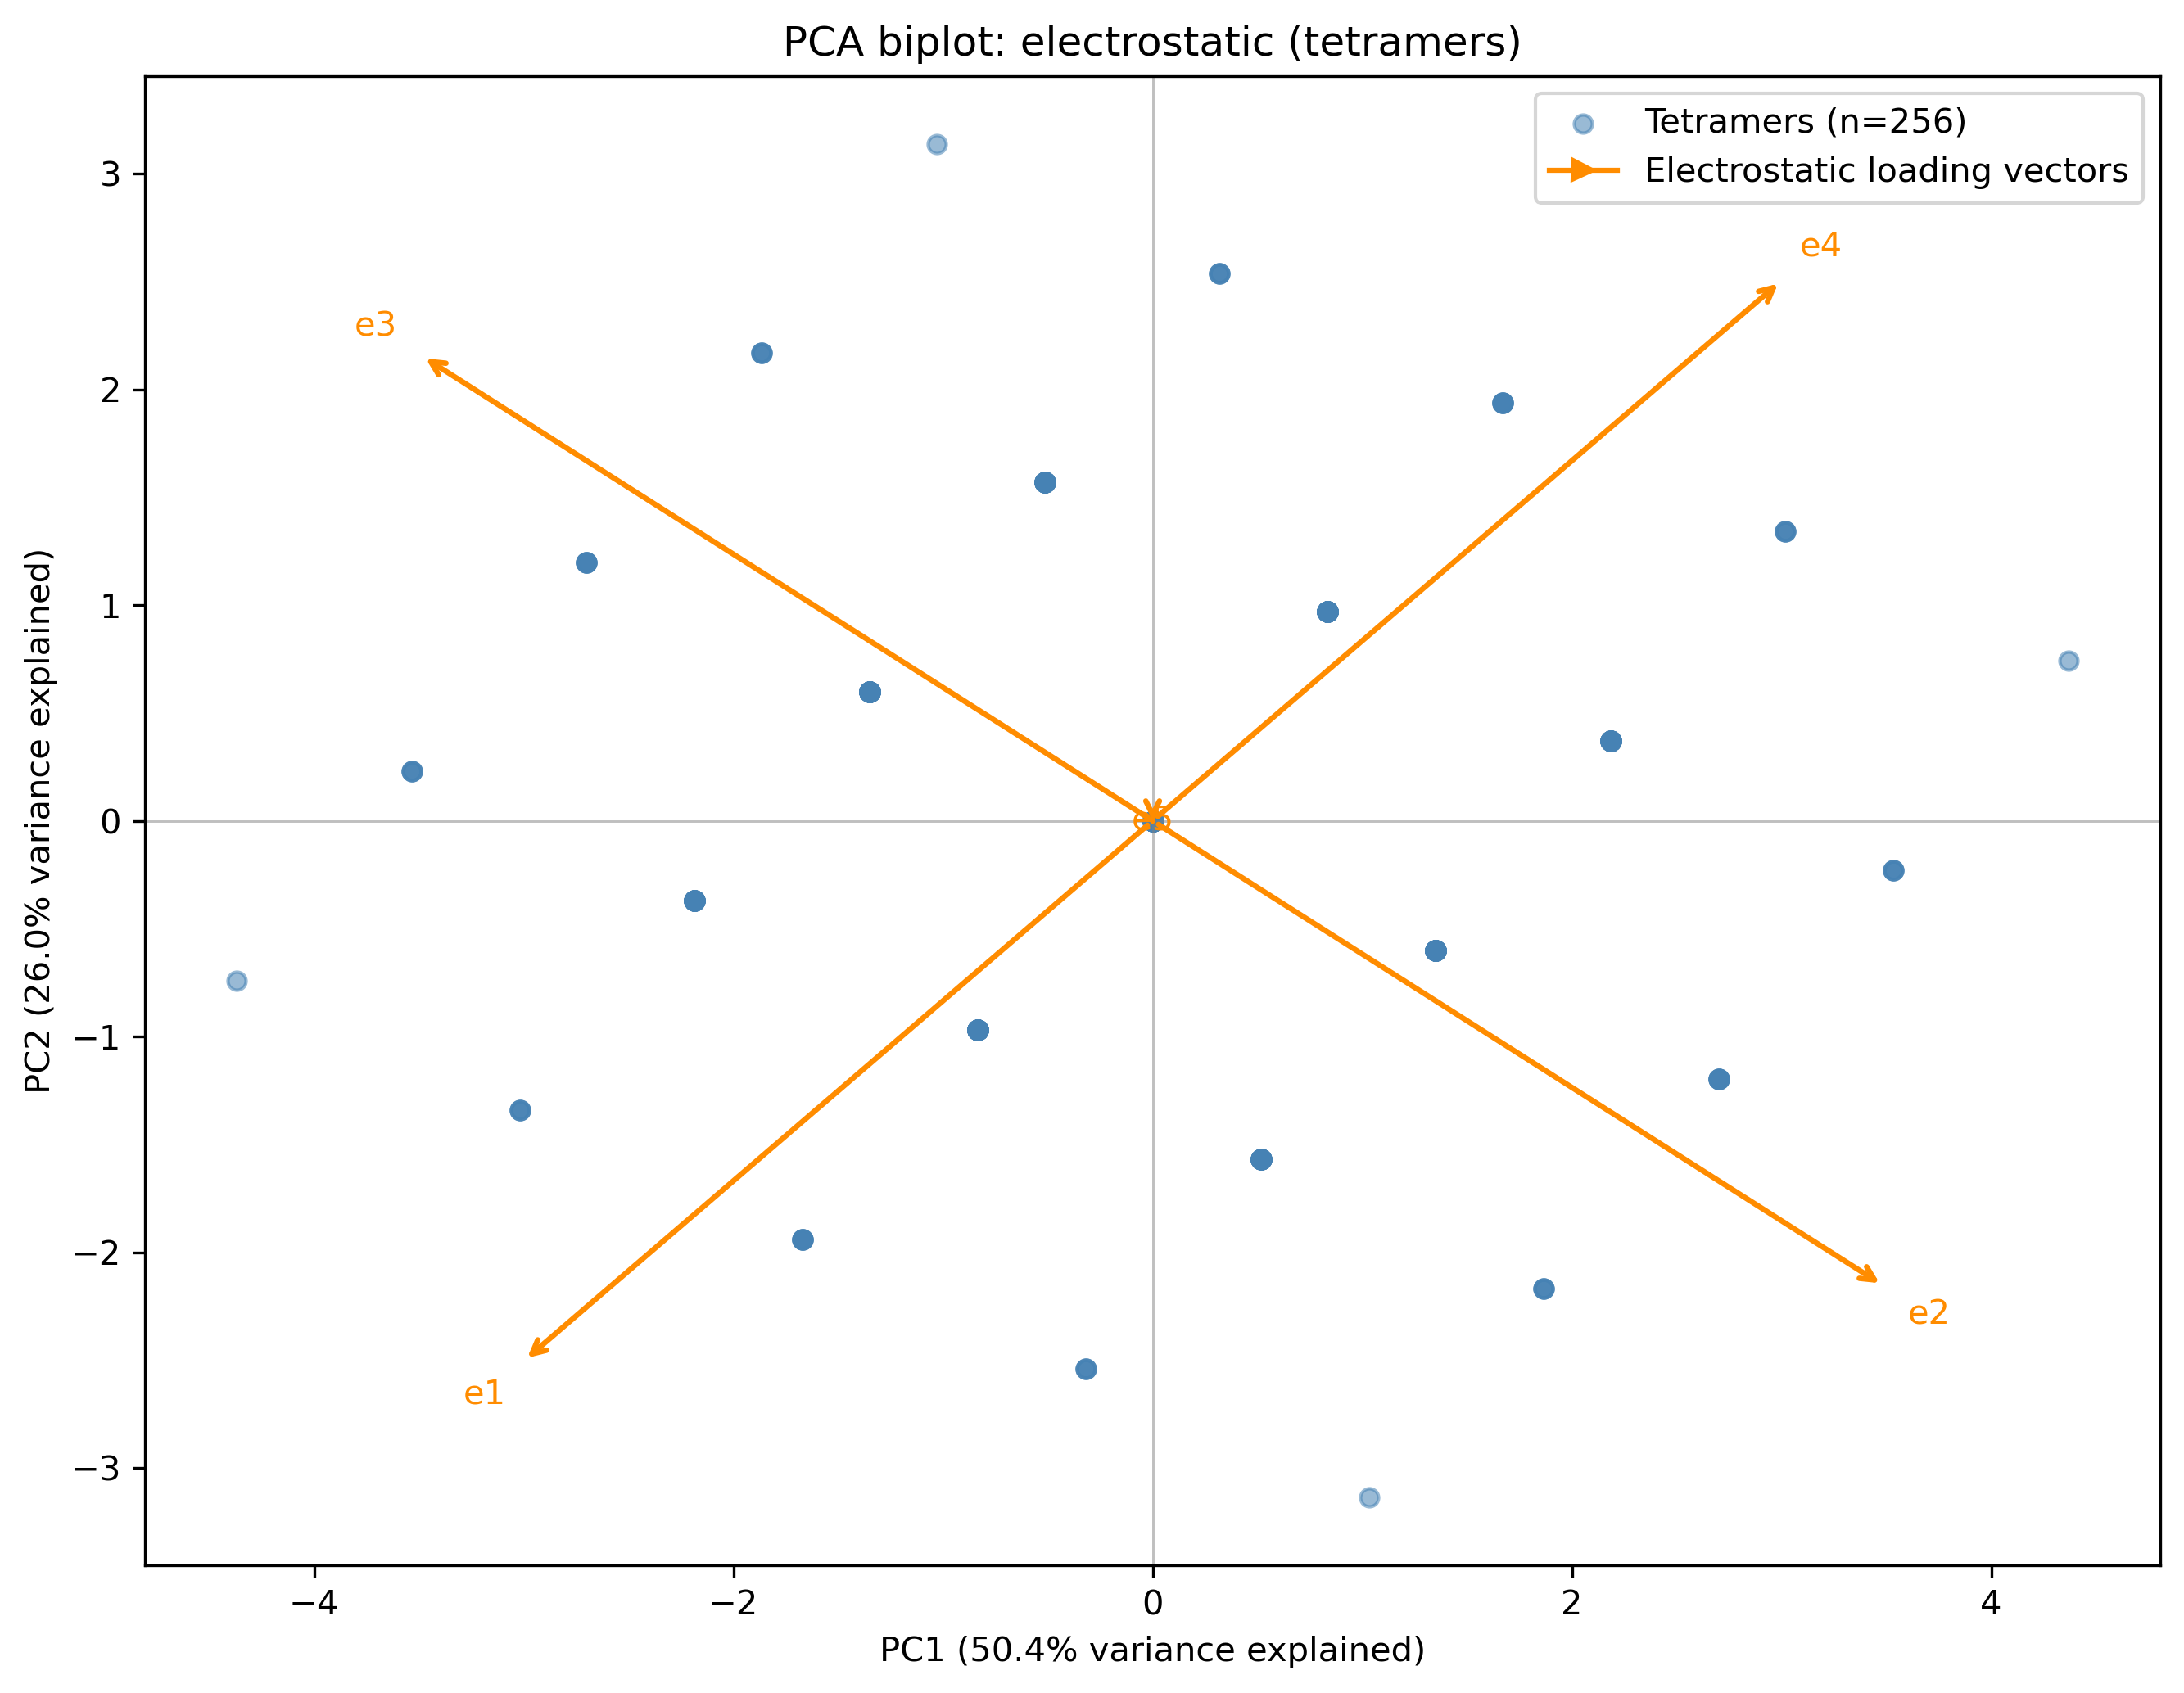 PCA biplot: electrostatic (tetramers)
Tetramers (n=256)
Electrostatic loading vectors
e4
e3
e2
e1
3
2
1
0
−1
−2
−3
−4
−2
0
2
4
PC1 (50.4% variance explained)
PC2 (26.0% variance explained)